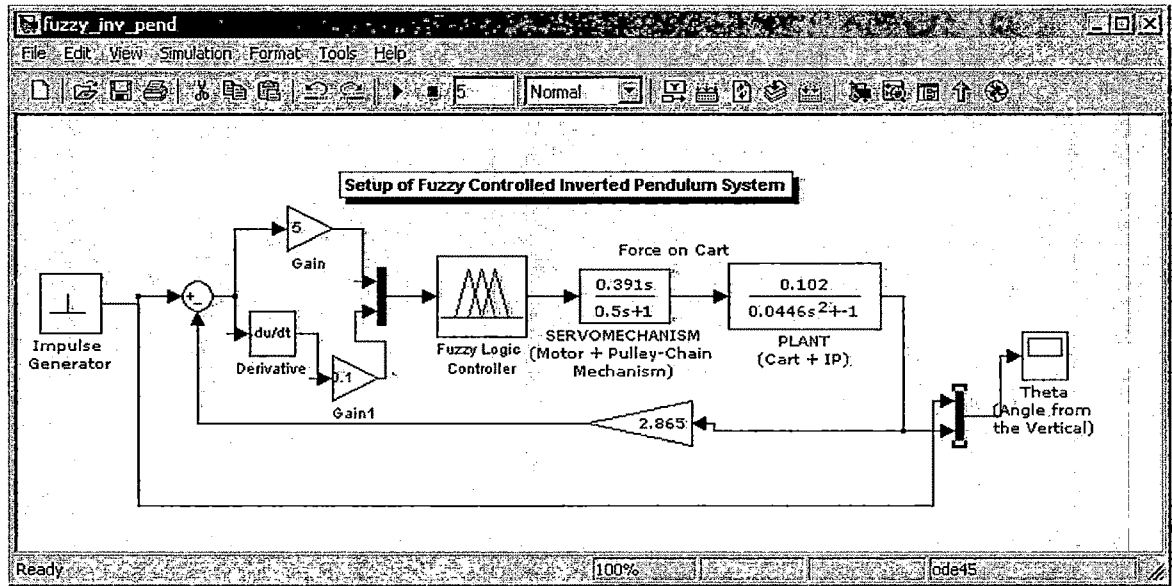 fuzzy_inv_pend
File Edit View Simulation Format Tools Help
5 Normal
Setup of Fuzzy Controlled Inverted Pendulum System
5
Gain
Force on Cart
0.391s
0.5s+1
0.102
0.0446s²+-1
Impulse
Generator
+-
du/dt
Derivative
0.1
Gain1
Fuzzy Logic
Controller
SERVOMECHANISM
(Motor + Pulley-Chain
Mechanism)
PLANT
(Cart + IP)
2.865
Theta
(Angle from
the Vertical)
Ready 100% ode45